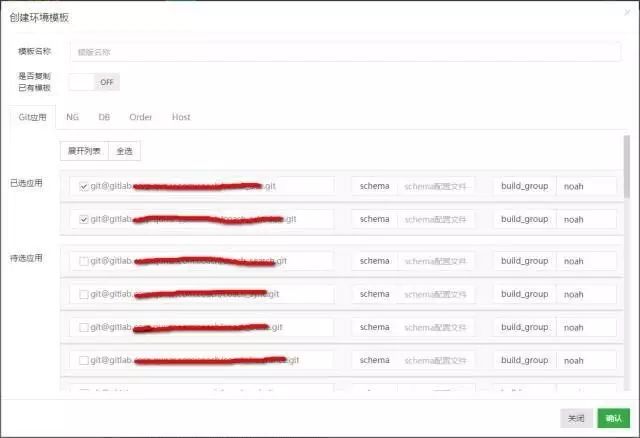 创建环境模板
×
模板名称 模版名称
是否复制
已有模板
OFF
Git应用 NG DB Order Host
展开列表 全选
已选应用 git@gitlab. .git schema schema配置文件 build_group noah
git@gitlab. .git schema schema配置文件 build_group noah
待选应用 git@gitlab. .git schema schema配置文件 build_group noah
git@gitlab. .git schema schema配置文件 build_group noah
git@gitlab. .git schema schema配置文件 build_group noah
git@gitlab. .git schema schema配置文件 build_group noah
关闭 确认